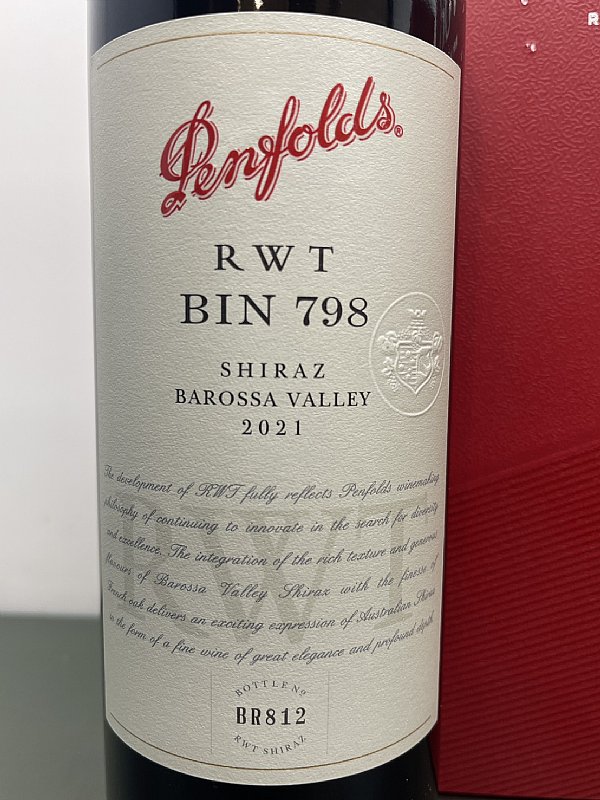 Penfolds®
RWT
BIN 798
SHIRAZ
BAROSSA VALLEY
2021
The development of RWT fully reflects Penfolds winemaking
philosophy of continuing to innovate in the search for diversity
and excellence. The integration of the rich texture and generous
flavours of Barossa Valley Shiraz with the finesse of
French oak delivers an exciting expression of Australian Shiraz
in the form of a fine wine of great elegance and profound depth.
RWT
BOTTLE Nº
BR812
RWT SHIRAZ
R